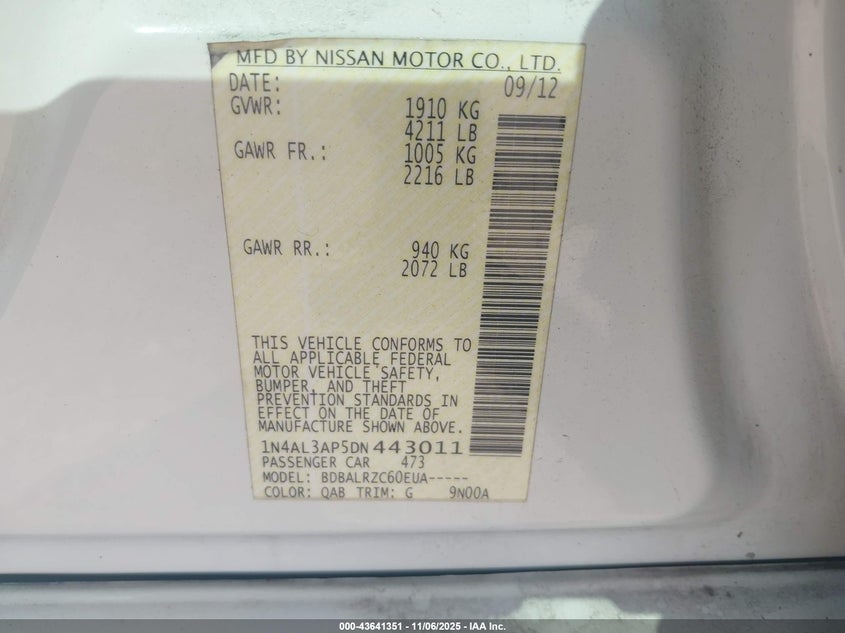 MFD BY NISSAN MOTOR CO., LTD.
DATE: 09/12
GVWR: 1910 KG
4211 LB
GAWR FR.: 1005 KG
2216 LB
GAWR RR.: 940 KG
2072 LB
THIS VEHICLE CONFORMS TO
ALL APPLICABLE FEDERAL
MOTOR VEHICLE SAFETY,
BUMPER, AND THEFT
PREVENTION STANDARDS IN
EFFECT ON THE DATE OF
MANUFACTURE SHOWN ABOVE.
1N4AL3AP5DN443011
PASSENGER CAR 473
MODEL: BDBALRZC60EUA-----
COLOR: QAB TRIM: G 9N00A
000-43641351 - 11/06/2025 - IAA Inc.